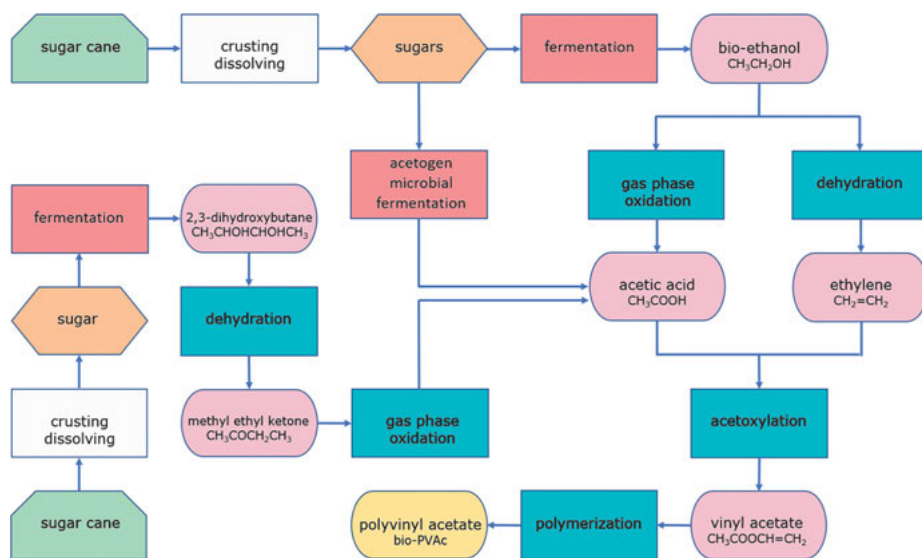 sugar cane
crusting
dissolving
sugars
fermentation
bio-ethanol
CH₃CH₂OH
acetogen
microbial
fermentation
gas phase
oxidation
dehydration
fermentation
2,3-dihydroxybutane
CH₃CHOHCHOHCH₃
acetic acid
CH₃COOH
ethylene
CH₂=CH₂
sugar
dehydration
crusting
dissolving
methyl ethyl ketone
CH₃COCH₂CH₃
gas phase
oxidation
acetoxylation
sugar cane
polyvinyl acetate
bio-PVAc
polymerization
vinyl acetate
CH₃COOCH=CH₂